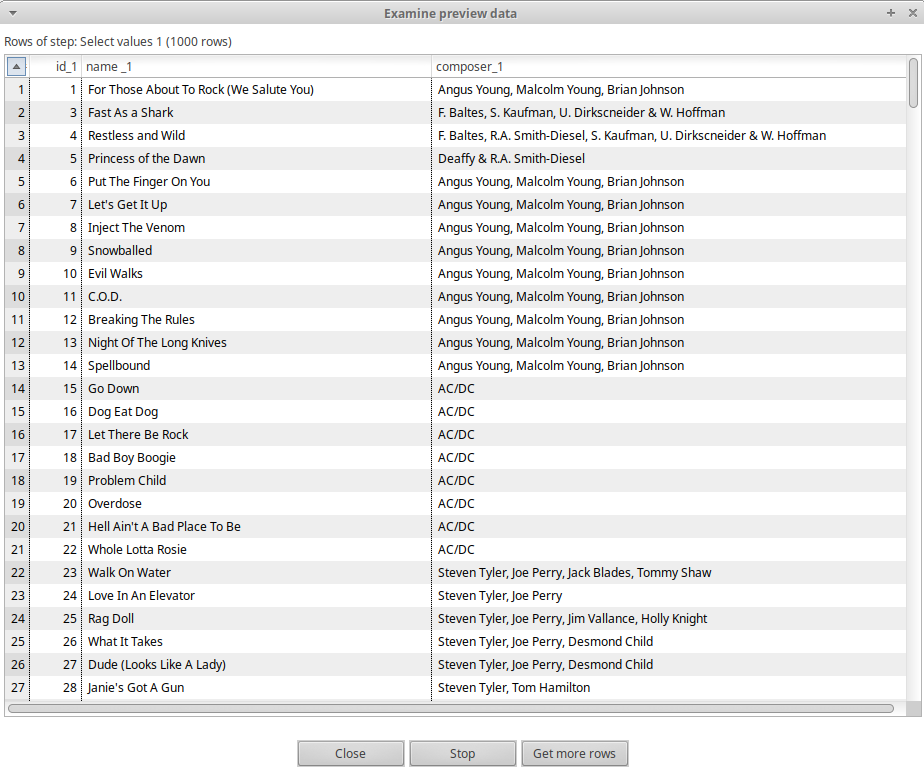 Examine preview data
Rows of step: Select values 1 (1000 rows)
id_1 name _1 composer_1
1 1 For Those About To Rock (We Salute You) Angus Young, Malcolm Young, Brian Johnson
2 3 Fast As a Shark F. Baltes, S. Kaufman, U. Dirkscneider & W. Hoffman
3 4 Restless and Wild F. Baltes, R.A. Smith-Diesel, S. Kaufman, U. Dirkscneider & W. Hoffman
4 5 Princess of the Dawn Deaffy & R.A. Smith-Diesel
5 6 Put The Finger On You Angus Young, Malcolm Young, Brian Johnson
6 7 Let's Get It Up Angus Young, Malcolm Young, Brian Johnson
7 8 Inject The Venom Angus Young, Malcolm Young, Brian Johnson
8 9 Snowballed Angus Young, Malcolm Young, Brian Johnson
9 10 Evil Walks Angus Young, Malcolm Young, Brian Johnson
10 11 C.O.D. Angus Young, Malcolm Young, Brian Johnson
11 12 Breaking The Rules Angus Young, Malcolm Young, Brian Johnson
12 13 Night Of The Long Knives Angus Young, Malcolm Young, Brian Johnson
13 14 Spellbound Angus Young, Malcolm Young, Brian Johnson
14 15 Go Down AC/DC
15 16 Dog Eat Dog AC/DC
16 17 Let There Be Rock AC/DC
17 18 Bad Boy Boogie AC/DC
18 19 Problem Child AC/DC
19 20 Overdose AC/DC
20 21 Hell Ain't A Bad Place To Be AC/DC
21 22 Whole Lotta Rosie AC/DC
22 23 Walk On Water Steven Tyler, Joe Perry, Jack Blades, Tommy Shaw
23 24 Love In An Elevator Steven Tyler, Joe Perry
24 25 Rag Doll Steven Tyler, Joe Perry, Jim Vallance, Holly Knight
25 26 What It Takes Steven Tyler, Joe Perry, Desmond Child
26 27 Dude (Looks Like A Lady) Steven Tyler, Joe Perry, Desmond Child
27 28 Janie's Got A Gun Steven Tyler, Tom Hamilton
Close Stop Get more rows